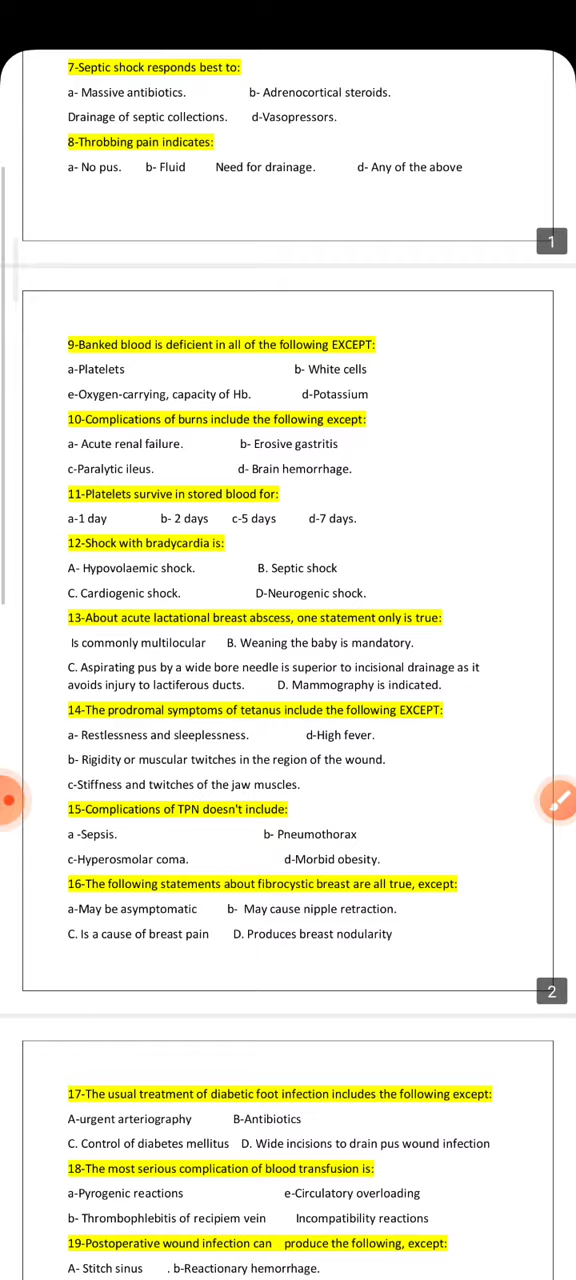 7-Septic shock responds best to:
a- Massive antibiotics. b- Adrenocortical steroids.
Drainage of septic collections. d-Vasopressors.
8-Throbbing pain indicates:
a- No pus. b- Fluid Need for drainage. d- Any of the above
1
9-Banked blood is deficient in all of the following EXCEPT:
a-Platelets b- White cells
e-Oxygen-carrying, capacity of Hb. d-Potassium
10-Complications of burns include the following except:
a- Acute renal failure. b- Erosive gastritis
c-Paralytic ileus. d- Brain hemorrhage.
11-Platelets survive in stored blood for:
a-1 day b- 2 days c-5 days d-7 days.
12-Shock with bradycardia is:
A- Hypovolaemic shock. B. Septic shock
C. Cardiogenic shock. D-Neurogenic shock.
13-About acute lactational breast abscess, one statement only is true:
Is commonly multilocular B. Weaning the baby is mandatory.
C. Aspirating pus by a wide bore needle is superior to incisional drainage as it
avoids injury to lactiferous ducts. D. Mammography is indicated.
14-The prodromal symptoms of tetanus include the following EXCEPT:
a- Restlessness and sleeplessness. d-High fever.
b- Rigidity or muscular twitches in the region of the wound.
c-Stiffness and twitches of the jaw muscles.
15-Complications of TPN doesn't include:
a -Sepsis. b- Pneumothorax
c-Hyperosmolar coma. d-Morbid obesity.
16-The following statements about fibrocystic breast are all true, except:
a-May be asymptomatic b- May cause nipple retraction.
C. Is a cause of breast pain D. Produces breast nodularity
2
17-The usual treatment of diabetic foot infection includes the following except:
A-urgent arteriography B-Antibiotics
C. Control of diabetes mellitus D. Wide incisions to drain pus wound infection
18-The most serious complication of blood transfusion is:
a-Pyrogenic reactions e-Circulatory overloading
b- Thrombophlebitis of recipiem vein Incompatibility reactions
19-Postoperative wound infection can produce the following, except:
A- Stitch sinus . b-Reactionary hemorrhage.